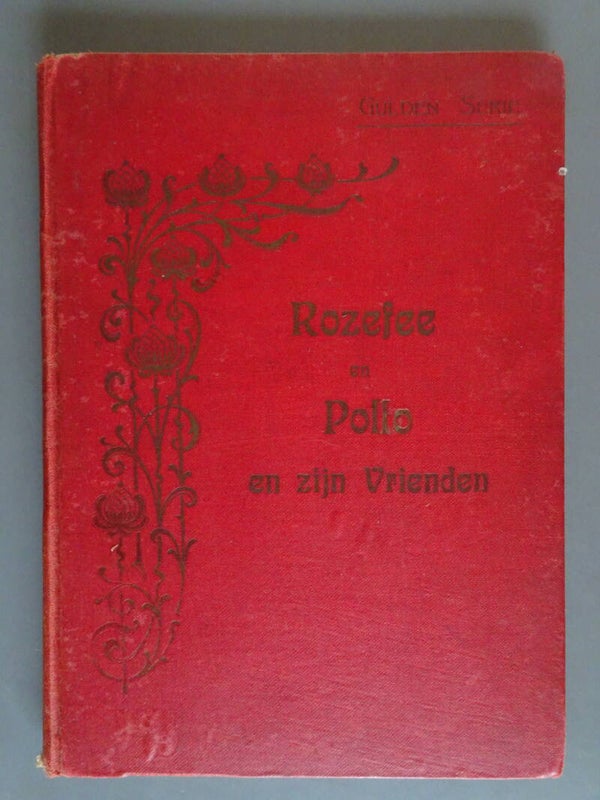 GULDEN SERIE
Rozefee
en
Pollo
en zijn Vrienden